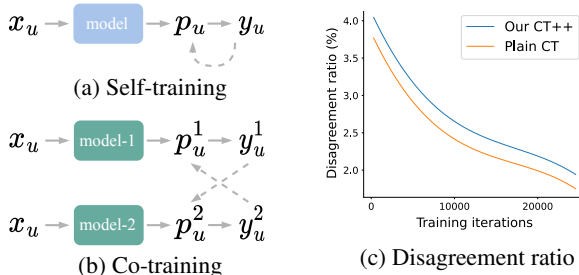 x_u model p_u y_u
(a) Self-training
x_u model-1 p_u^1 y_u^1
x_u model-2 p_u^2 y_u^2
(b) Co-training
Our CT++
Plain CT
Disagreement ratio (%)
4,0
3,5
3,0
2,5
2.0
0
10000
20000
Training iterations
(c) Disagreement ratio